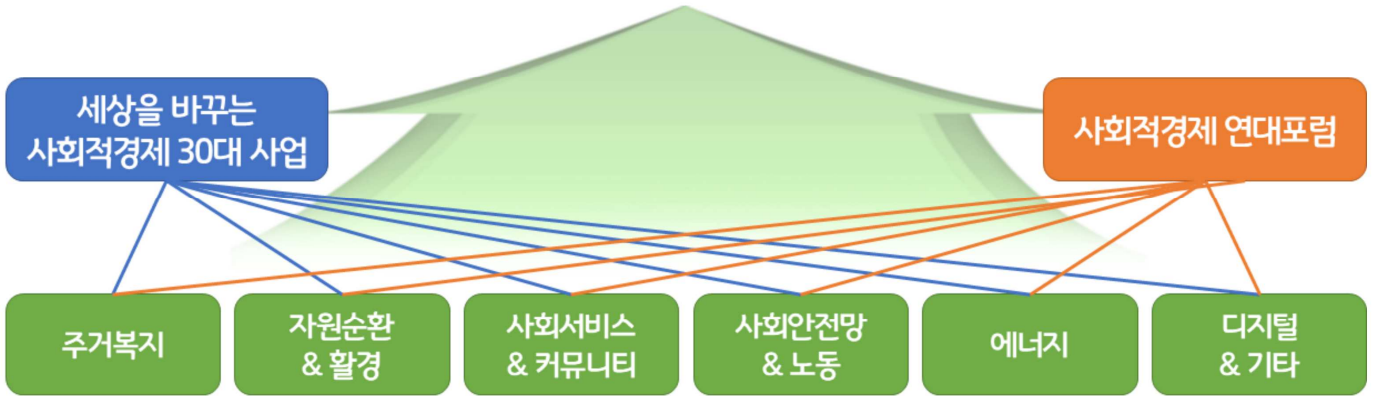 세상을 바꾸는
사회적경제 30대 사업
사회적경제 연대포럼
주거복지
자원순환
& 활경
사회서비스
& 커뮤니티
사회안전망
& 노동
에너지
디지털
& 기타